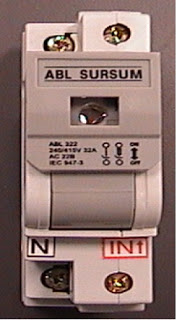 ABL SURSUM
ABL 322
240/415V 32A
AC 22B
IEC 947-3
ON
OFF
N
IN↑